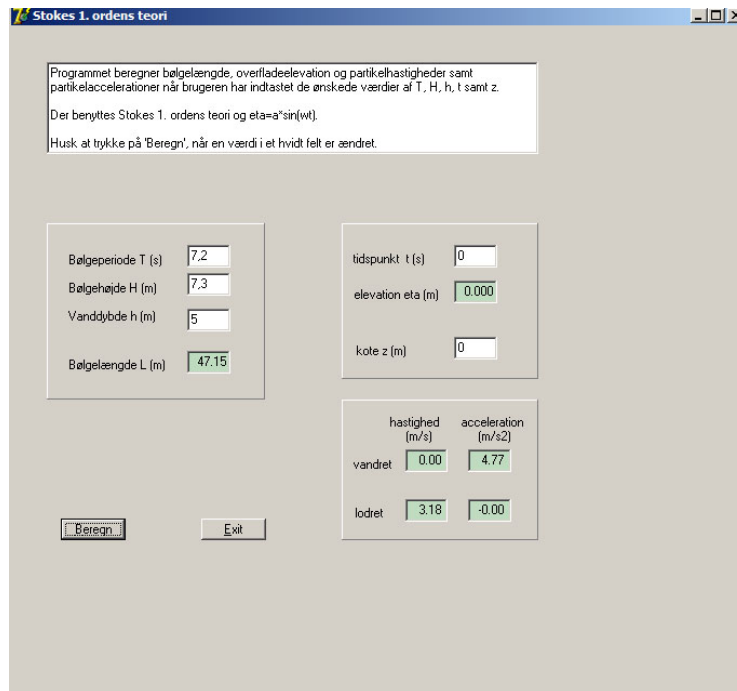 Stokes 1. ordens teori
Programmet beregner bølgelængde, overfladeelevation og partikelhastigheder samt
partikelaccelerationer når brugeren har indtastet de ønskede værdier af T, H, h, t samt z.
Der benyttes Stokes 1. ordens teori og eta=a*sin(wt).
Husk at trykke på 'Beregn', når en værdi i et hvidt felt er ændret.
Bølgeperiode T (s) 7,2
Bølgehøjde H (m) 7,3
Vanddybde h (m) 5
Bølgelængde L (m) 47.15
tidspunkt t (s) 0
elevation eta (m) 0.000
kote z (m) 0
hastighed acceleration
(m/s) (m/s2)
vandret 0.00 4.77
lodret 3.18 -0.00
Beregn Exit